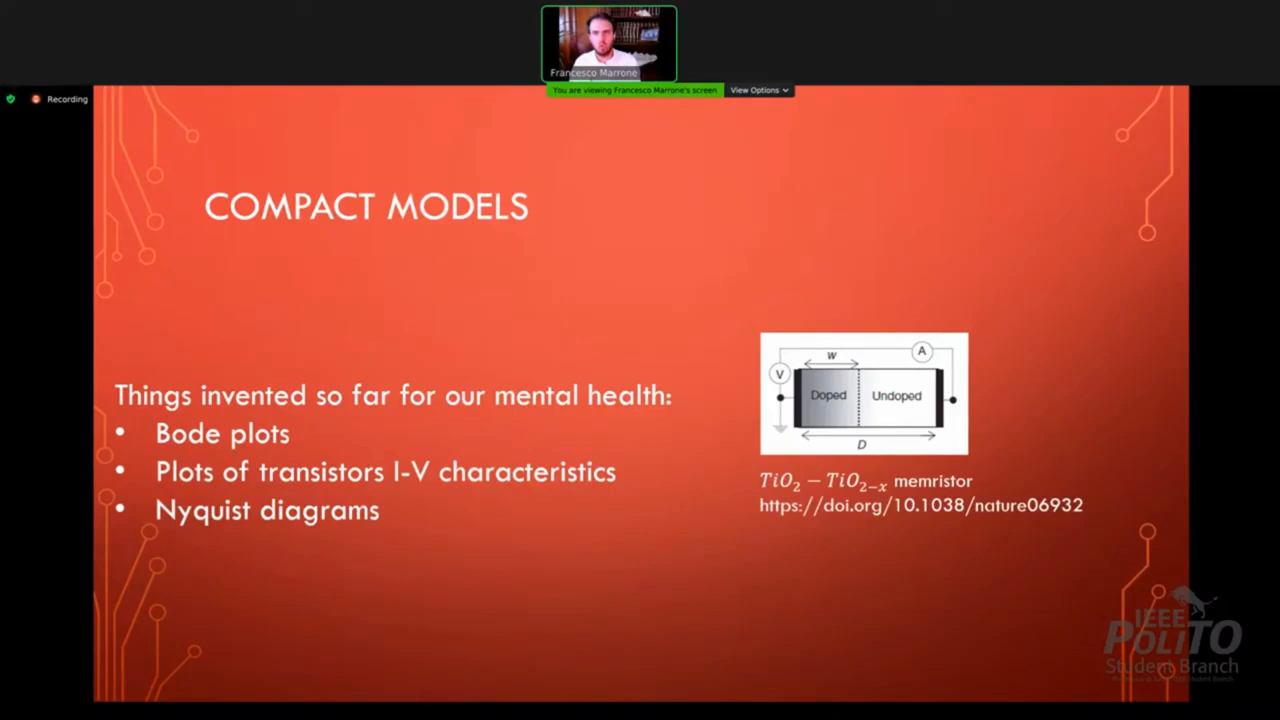 Francesco Marrone
You are viewing Francesco Marrone's screen
View Options
Recording
COMPACT MODELS
Things invented so far for our mental health:
• Bode plots
• Plots of transistors I-V characteristics
• Nyquist diagrams
A
w
V
Doped
Undoped
D
TiO₂ − TiO₂₋ₓ memristor
https://doi.org/10.1038/nature06932
IEEE
POLITO
Student Branch